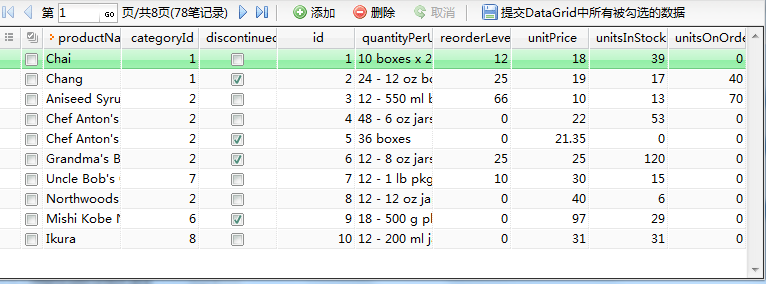 第 1 GO 页/共8页(78笔记录) 添加 删除 取消 提交DataGrid中所有被勾选的数据
productNa categoryId discontinued id quantityPerU reorderLeve unitPrice unitsInStock unitsOnOrde
Chai 1 1 10 boxes x 2 12 18 39 0
Chang 1 2 24 - 12 oz bo 25 19 17 40
Aniseed Syru 2 3 12 - 550 ml b 66 10 13 70
Chef Anton's 2 4 48 - 6 oz jars 0 22 53 0
Chef Anton's 2 5 36 boxes 0 21.35 0 0
Grandma's B 2 6 12 - 8 oz jars 25 25 120 0
Uncle Bob's 7 7 12 - 1 lb pkg 10 30 15 0
Northwoods 2 8 12 - 12 oz ja 0 40 6 0
Mishi Kobe N 6 9 18 - 500 g pl 0 97 29 0
Ikura 8 10 12 - 200 ml j 0 31 31 0